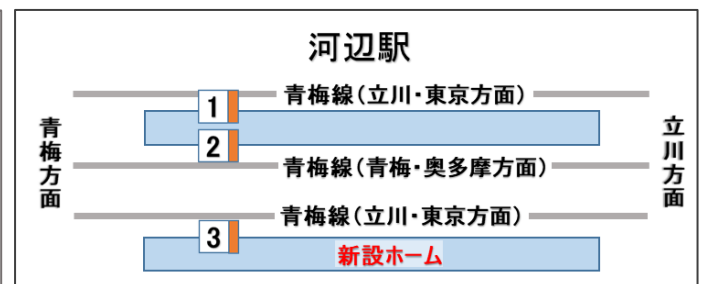 河辺駅
1
青梅線(立川・東京方面)
2
青梅線(青梅・奥多摩方面)
3
青梅線(立川・東京方面)
新設ホーム
青梅方面
立川方面